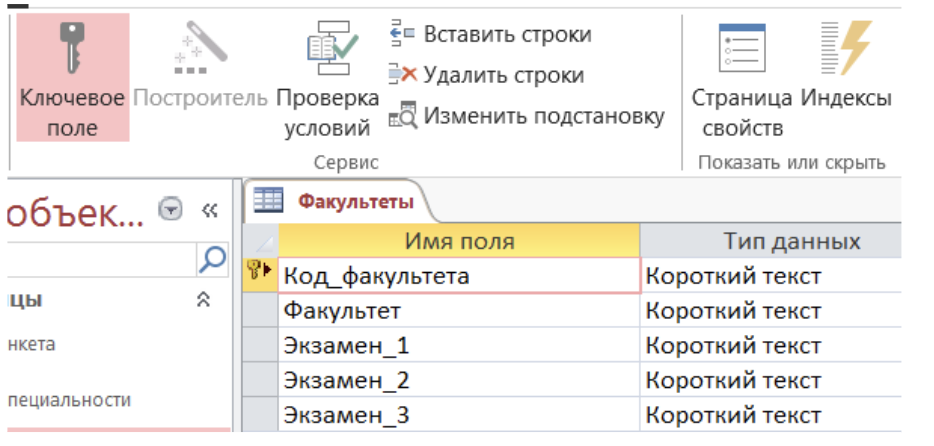 Ключевое поле
Построитель
Проверка условий
Вставить строки
Удалить строки
Изменить подстановку
Сервис
Страница свойств
Индексы
Показать или скрыть
объек...
цы
нкета
пециальности
Факультеты
Имя поля Тип данных
Код_факультета Короткий текст
Факультет Короткий текст
Экзамен_1 Короткий текст
Экзамен_2 Короткий текст
Экзамен_3 Короткий текст